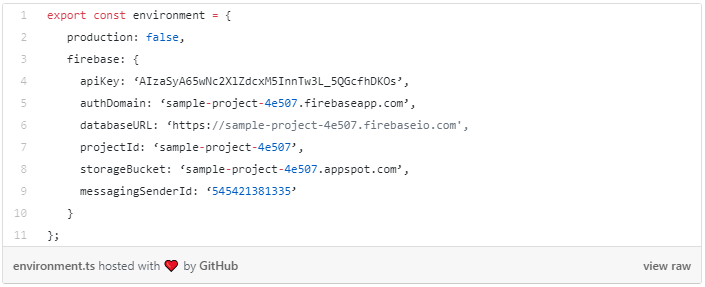 1 export const environment = {
2 production: false,
3 firebase: {
4 apiKey: ‘AIzaSyA65wNc2XlZdcxM5InnTw3L_5QGcfhDKOs’,
5 authDomain: ‘sample-project-4e507.firebaseapp.com’,
6 databaseURL: ‘https://sample-project-4e507.firebaseio.com',
7 projectId: ‘sample-project-4e507’,
8 storageBucket: ‘sample-project-4e507.appspot.com’,
9 messagingSenderId: ‘545421381335’
10 }
11 };
environment.ts hosted with ❤ by GitHub view raw